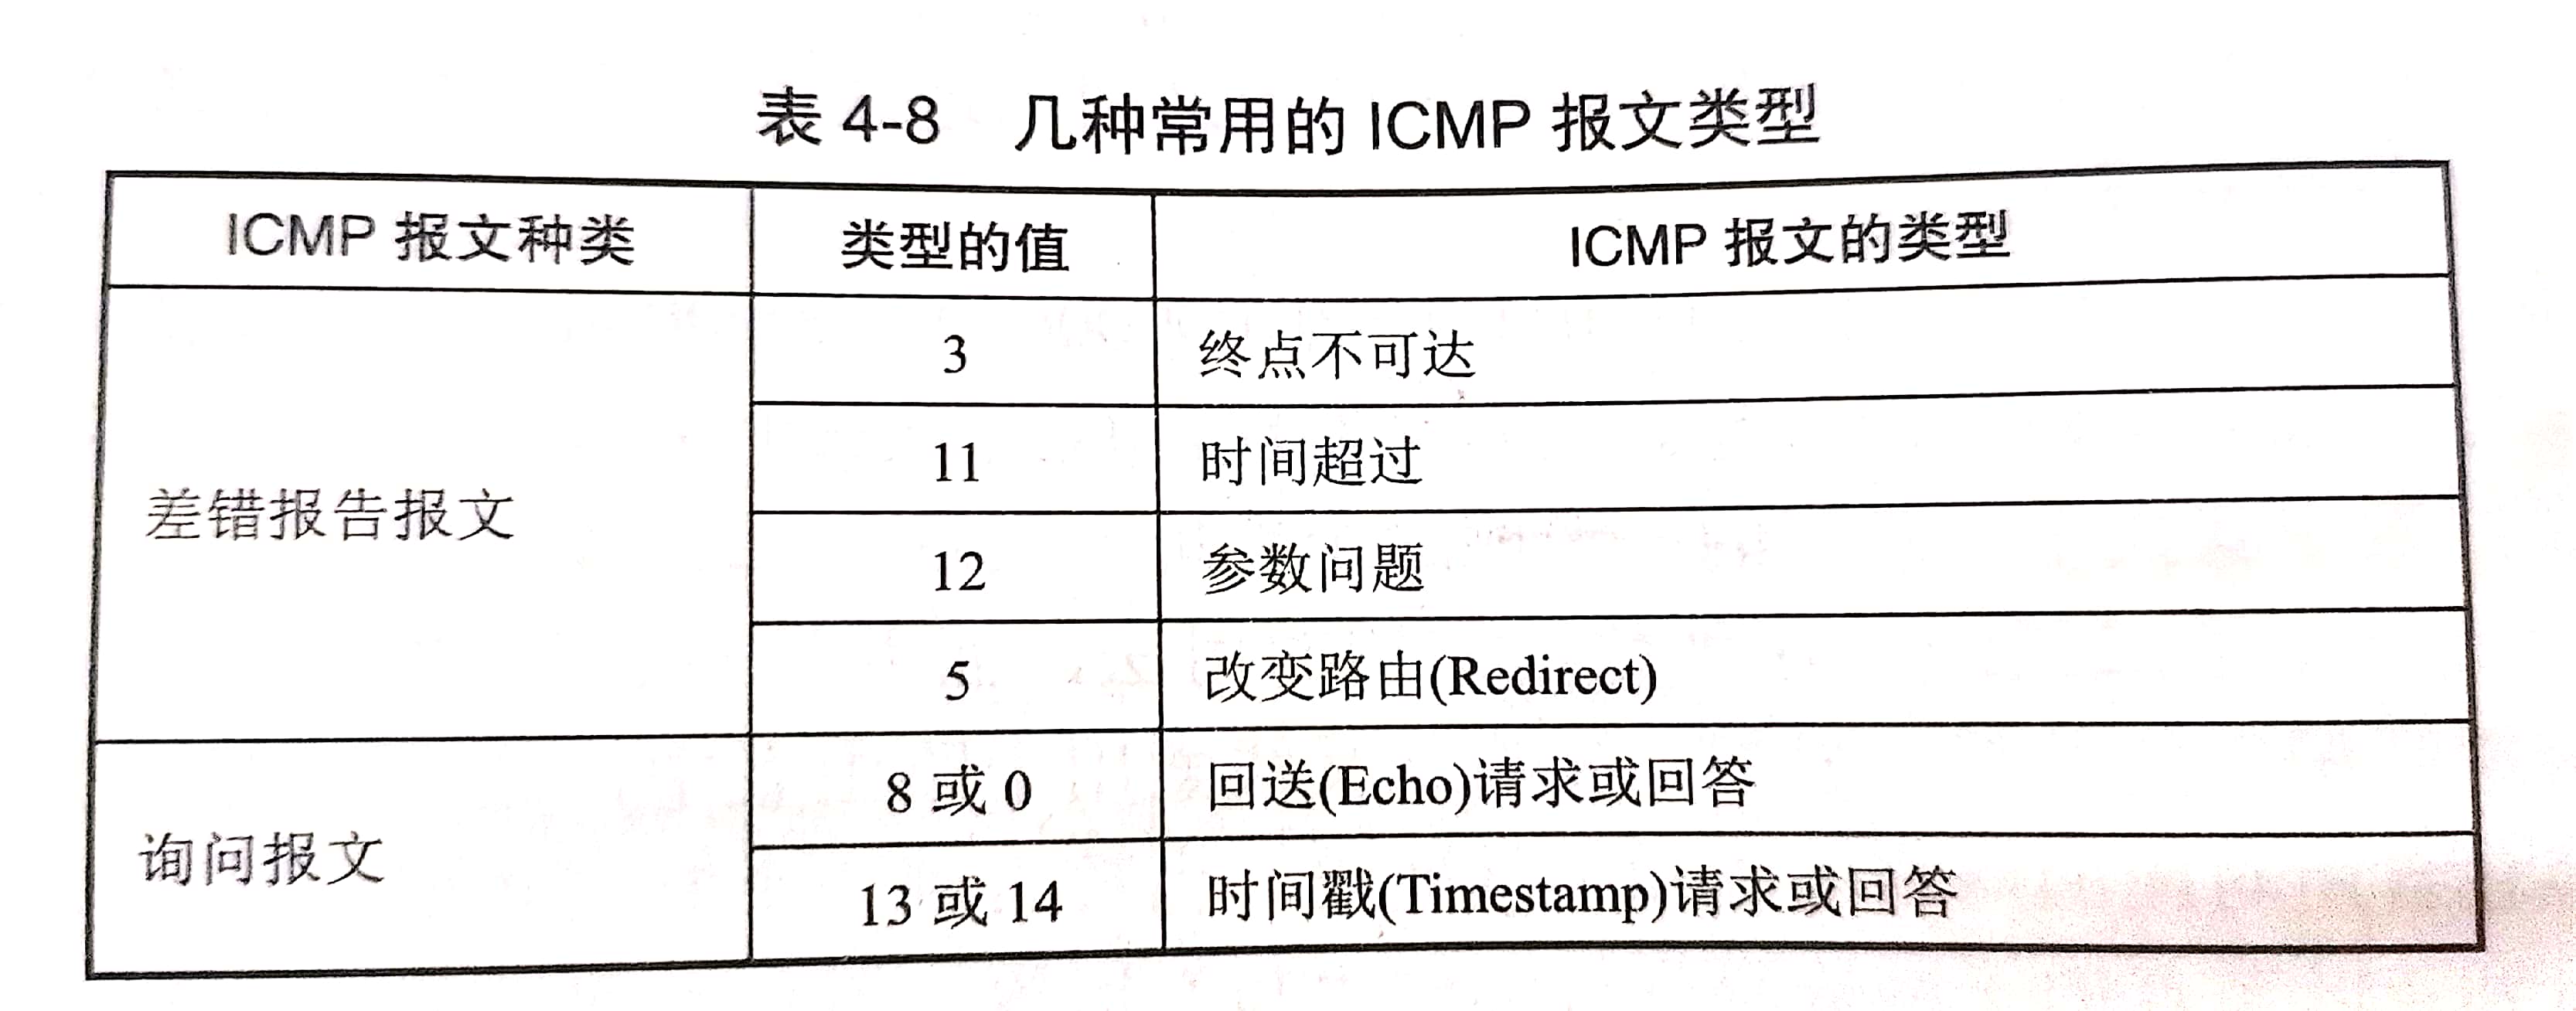 表 4-8 几种常用的 ICMP 报文类型
ICMP 报文种类 类型的值 ICMP 报文的类型
差错报告报文
3 终点不可达
11 时间超过
12 参数问题
5 改变路由(Redirect)
询问报文
8 或 0 回送(Echo)请求或回答
13 或 14 时间戳(Timestamp)请求或回答